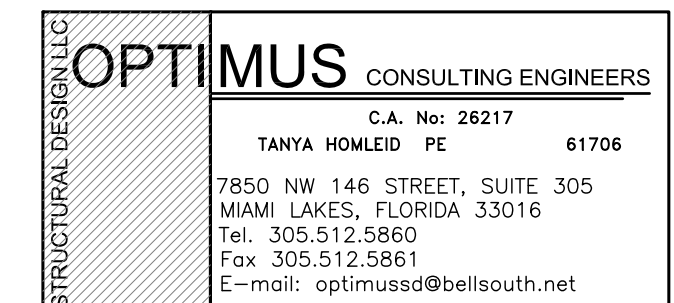 OPTIMUS CONSULTING ENGINEERS
STRUCTURAL DESIGN LLC
C.A. No: 26217
TANYA HOMLEID PE 61706
7850 NW 146 STREET, SUITE 305
MIAMI LAKES, FLORIDA 33016
Tel. 305.512.5860
Fax 305.512.5861
E-mail: optimussd@bellsouth.net